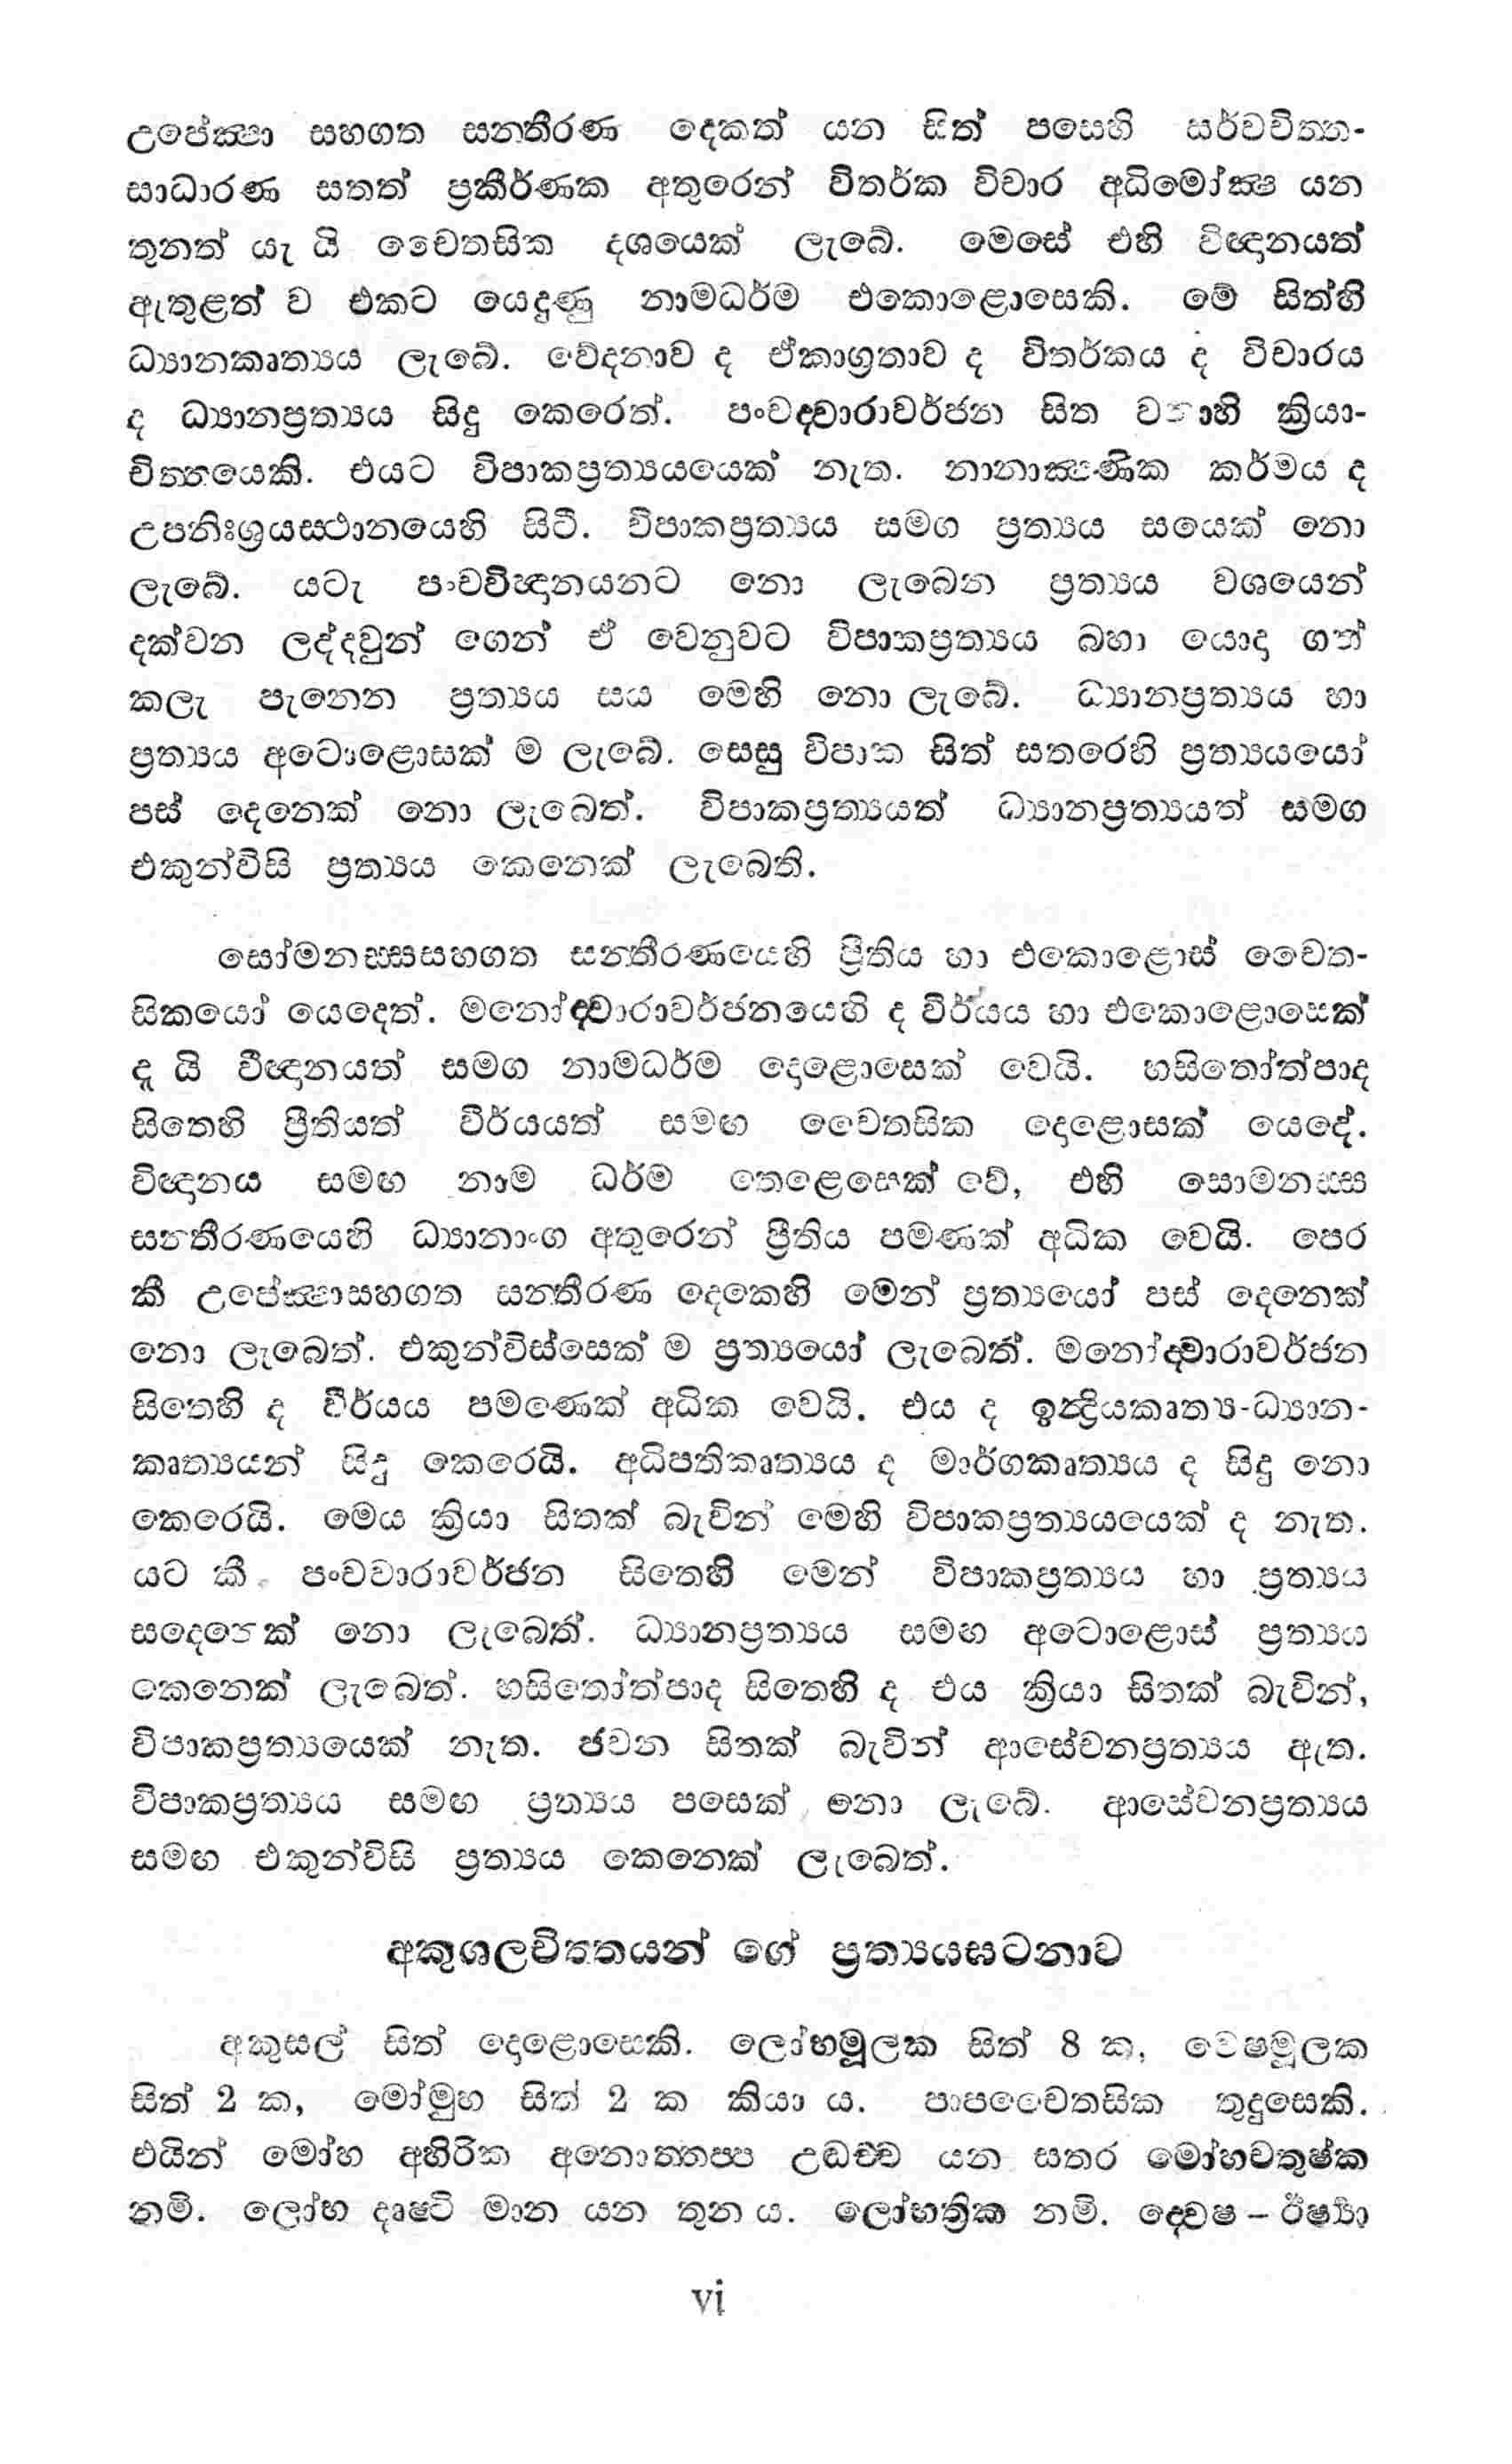 උපේක්‍ෂා සහගත සන්තීරණ දෙකත් යන සිත් පසෙහි සර්වචිත්ත-
සාධාරණ සතත් ප්‍රකීර්ණක අතුරෙන් විතර්ක විචාර අධිමෝක්‍ෂ යන
තුනත් යැ යි චෛතසික දශයෙක් ලැබේ. මෙසේ එහි විඥානයත්
ඇතුළත් ව එකට යෙදුණු නාමධර්ම එකොළොසෙකි. මේ සිත්හි
ධ්‍යානකෘත්‍යය ලැබේ. වේදනාව ද ඒකාග්‍රතාව ද විතර්කය ද විචාරය
ද ධ්‍යානප්‍රත්‍යය සිදු කෙරෙත්. පංචද්වාරාවර්ජන සිත වනාහි ක්‍රියා-
චිත්තයෙකි. එයට විපාකප්‍රත්‍යයයෙක් නැත. නානාක්‍ෂණික කර්මය ද
උපනිඃශ්‍රයස්ථානයෙහි සිටී. විපාකප්‍රත්‍යය සමග ප්‍රත්‍යය සයෙක් නො
ලැබේ. යටැ පංචවිඥානයනට නො ලැබෙන ප්‍රත්‍යය වශයෙන්
දක්වන ලද්දවුන් ගෙන් ඒ වෙනුවට විපාකප්‍රත්‍යය බහා යොදා ගත්
කලැ පැනෙන ප්‍රත්‍යය සය මෙහි නො ලැබේ. ධ්‍යානප්‍රත්‍යය හා
ප්‍රත්‍යය අටොළොසක් ම ලැබේ. සෙසු විපාක සිත් සතරෙහි ප්‍රත්‍යයයෝ
පස් දෙනෙක් නො ලැබෙත්. විපාකප්‍රත්‍යයත් ධ්‍යානප්‍රත්‍යයත් සමග
එකුන්විසි ප්‍රත්‍යය කෙනෙක් ලැබෙති.
සෝමනස්සසහගත සන්තීරණයෙහි ප්‍රීතිය හා එකොළොස් චෛත-
සිකයෝ යෙදෙත්. මනෝද්වාරාවර්ජනයෙහි ද වීර්යය හා එකොළොසෙක්
දැ යි විඥානයත් සමග නාමධර්ම දොළොසෙක් වෙයි. හසිතෝත්පාද
සිතෙහි ප්‍රීතියත් වීර්යයත් සමඟ චෛතසික දොළොසක් යෙදේ.
විඥානය සමඟ නාම ධර්ම තෙළෙසෙක් වේ, එහි සොමනස්ස
සන්තීරණයෙහි ධ්‍යානාංග අතුරෙන් ප්‍රීතිය පමණක් අධික වෙයි. පෙර
කී උපේක්‍ෂාසහගත සන්තීරණ දෙකෙහි මෙන් ප්‍රත්‍යයෝ පස් දෙනෙක්
නො ලැබෙත්. එකුන්විස්සෙක් ම ප්‍රත්‍යයෝ ලැබෙත්. මනෝද්වාරාවර්ජන
සිතෙහි ද වීර්යය පමණෙක් අධික වෙයි. එය ද ඉන්ද්‍රියකෘත්‍ය-ධ්‍යාන-
කෘත්‍යයන් සිදු කෙරෙයි. අධිපතිකෘත්‍යය ද මාර්ගකෘත්‍යය ද සිදු නො
කෙරෙයි. මෙය ක්‍රියා සිතක් බැවින් මෙහි විපාකප්‍රත්‍යයයෙක් ද නැත.
යට කී පංචවාරාවර්ජන සිතෙහි මෙන් විපාකප්‍රත්‍යය හා ප්‍රත්‍යය
සදෙනෙක් නො ලැබෙත්. ධ්‍යානප්‍රත්‍යය සමඟ අටොළොස් ප්‍රත්‍යය
කෙනෙක් ලැබෙත්. හසිතෝත්පාද සිතෙහි ද එය ක්‍රියා සිතක් බැවින්,
විපාකප්‍රත්‍යයෙක් නැත. ජවන සිතක් බැවින් ආසේවනප්‍රත්‍යය ඇත.
විපාකප්‍රත්‍යය සමඟ ප්‍රත්‍යය පසෙක් නො ලැබේ. ආසේවනප්‍රත්‍යය
සමඟ එකුන්විසි ප්‍රත්‍යය කෙනෙක් ලැබෙත්.
අකුශලචිත්තයන් ගේ ප්‍රත්‍යයඝටනාව
අකුසල් සිත් දොළොසෙකි. ලෝභමූලක සිත් 8 ක, වෙෂමූලක
සිත් 2 ක, මෝමුහ සිත් 2 ක කියා ය. පාපචෛතසික තුදුසෙකි.
එයින් මෝහ අහිරික අනොත්තප්ප උද්ධච්ච යන සතර මෝහචතුෂ්ක
නමි. ලෝභ දෘෂ්ටි මාන යන තුන ය. ලෝභත්‍රික නමි. ද්වේෂ – ඊර්ෂ්‍යා
vi